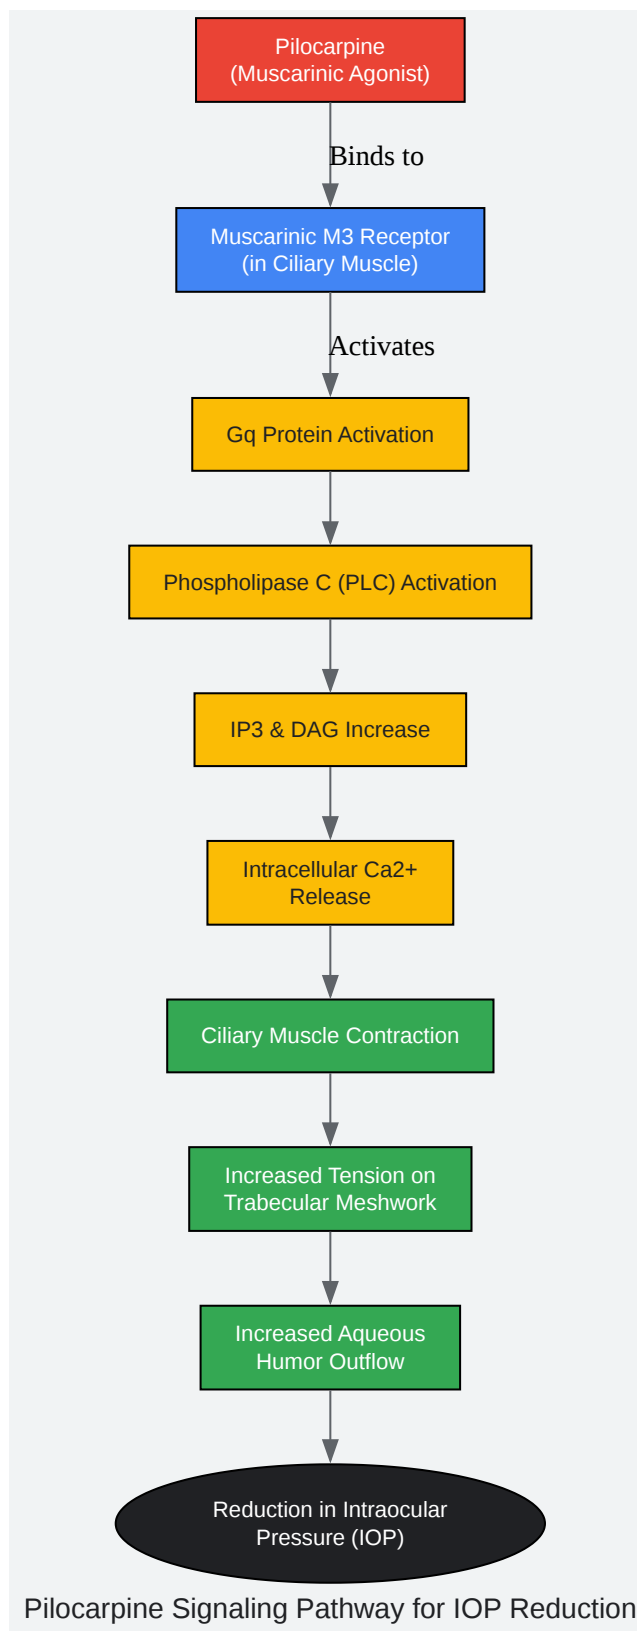 Pilocarpine
(Muscarinic Agonist)
Binds to
Muscarinic M3 Receptor
(in Ciliary Muscle)
Activates
Gq Protein Activation
Phospholipase C (PLC) Activation
IP3 & DAG Increase
Intracellular Ca2+
Release
Ciliary Muscle Contraction
Increased Tension on
Trabecular Meshwork
Increased Aqueous
Humor Outflow
Reduction in Intraocular
Pressure (IOP)
Pilocarpine Signaling Pathway for IOP Reduction